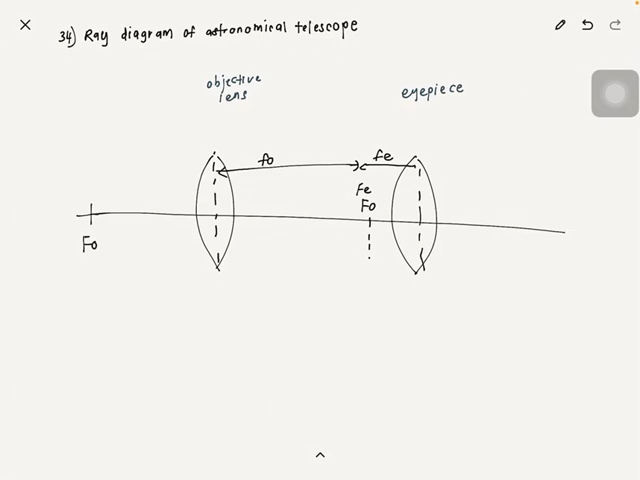 34) Ray diagram of astronomical telescope
objective
lens
eyepiece
fo
fe
Fe
Fo
Fo